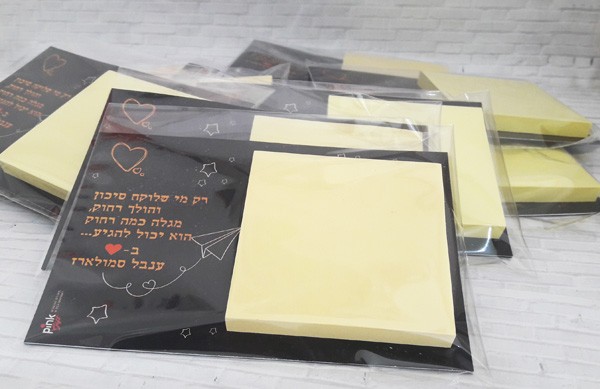 רק מי שלוקח סיכון
והולך רחוק,
מגלה כמה רחוק
הוא יכול להגיע...
ב-❤
ענבל סמולארז
pink